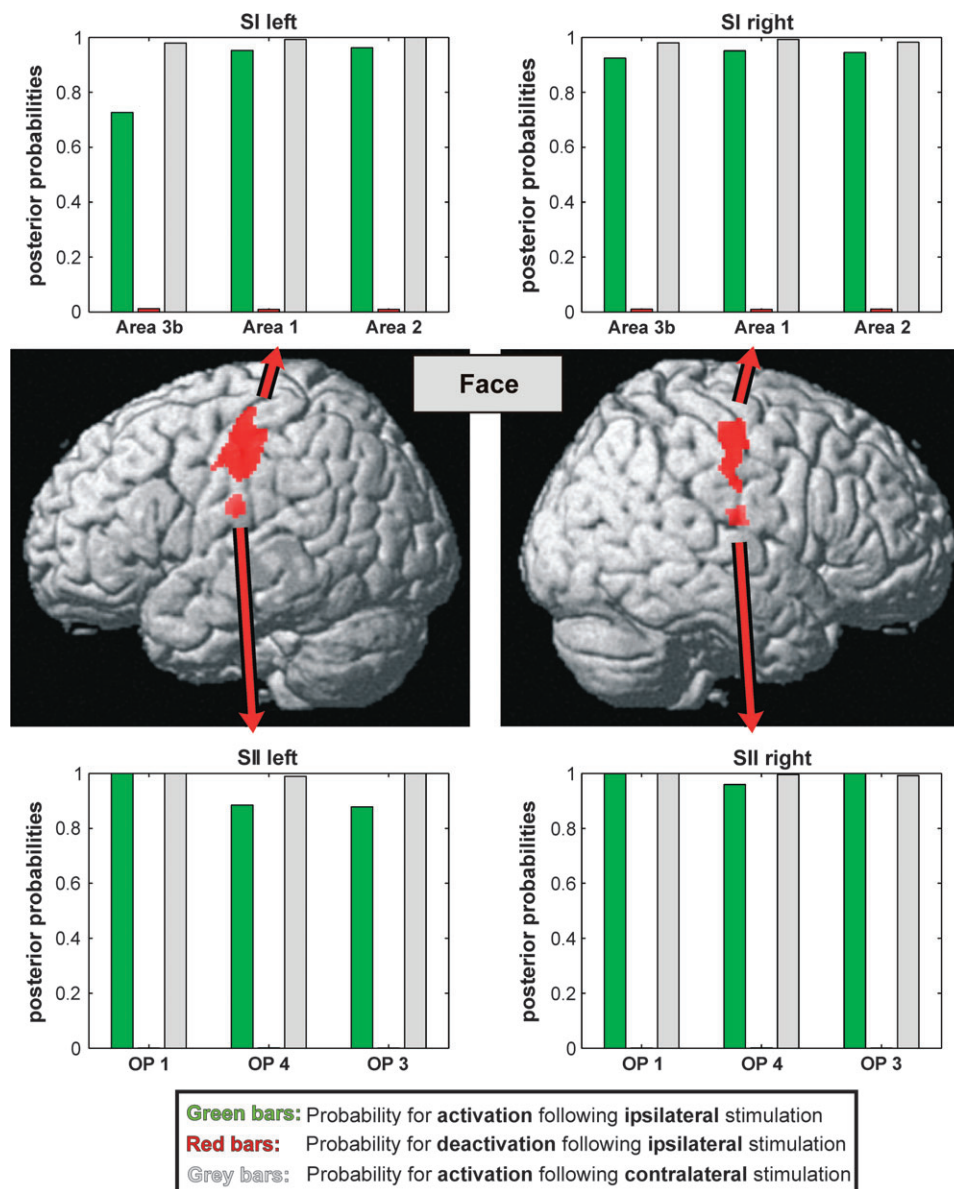 SI left
SI right
posterior probabilities
1
0.8
0.6
0.4
0.2
0
Area 3b Area 1 Area 2
posterior probabilities
1
0.8
0.6
0.4
0.2
0
Area 3b Area 1 Area 2
Face
SII left
SII right
posterior probabilities
1
0.8
0.6
0.4
0.2
0
OP 1 OP 4 OP 3
posterior probabilities
1
0.8
0.6
0.4
0.2
0
OP 1 OP 4 OP 3
Green bars: Probability for activation following ipsilateral stimulation
Red bars: Probability for deactivation following ipsilateral stimulation
Grey bars: Probability for activation following contralateral stimulation